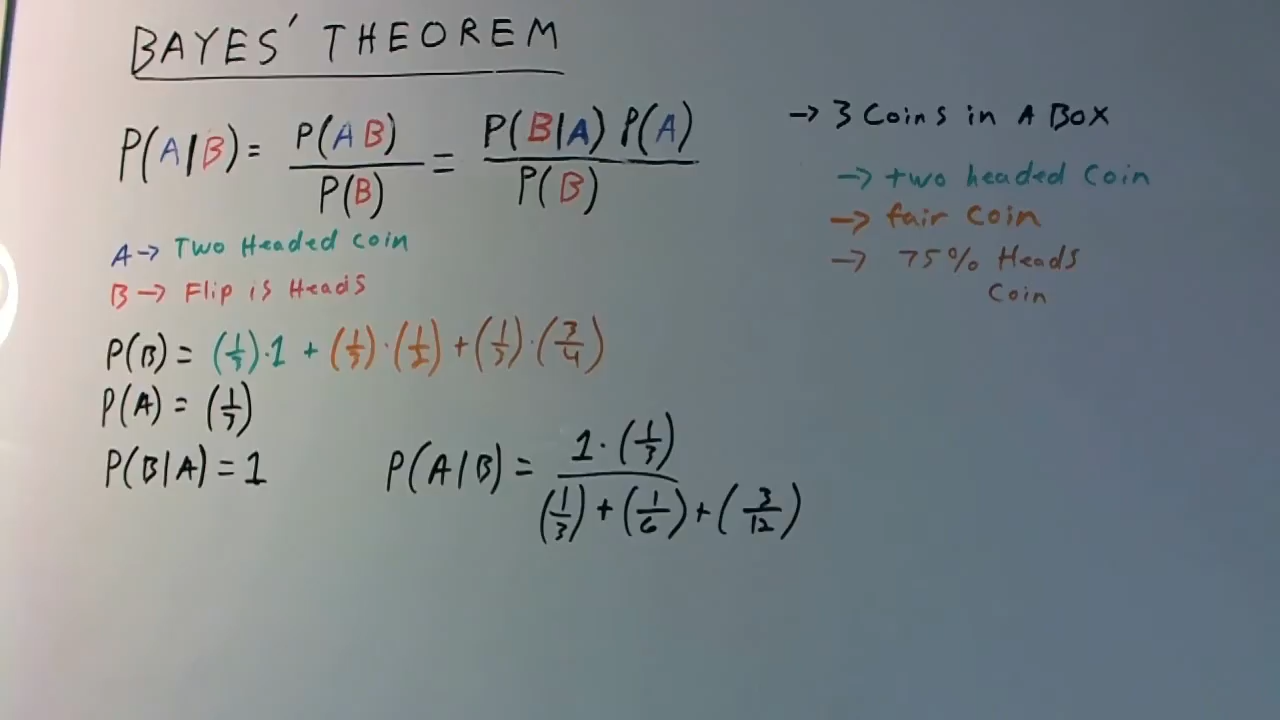 BAYES' THEOREM
P(A|B) = P(AB)/P(B) = P(B|A) P(A)/P(B)
A → Two Headed coin
B → Flip is Heads
P(B) = (1/3)·1 + (1/3)·(1/2) + (1/3)·(3/4)
P(A) = (1/3)
P(B|A) = 1
P(A|B) = 1·(1/3)/(1/3)+(1/6)+(3/12)
→ 3 Coins in A Box
→ two headed coin
→ fair coin
→ 75% Heads
Coin